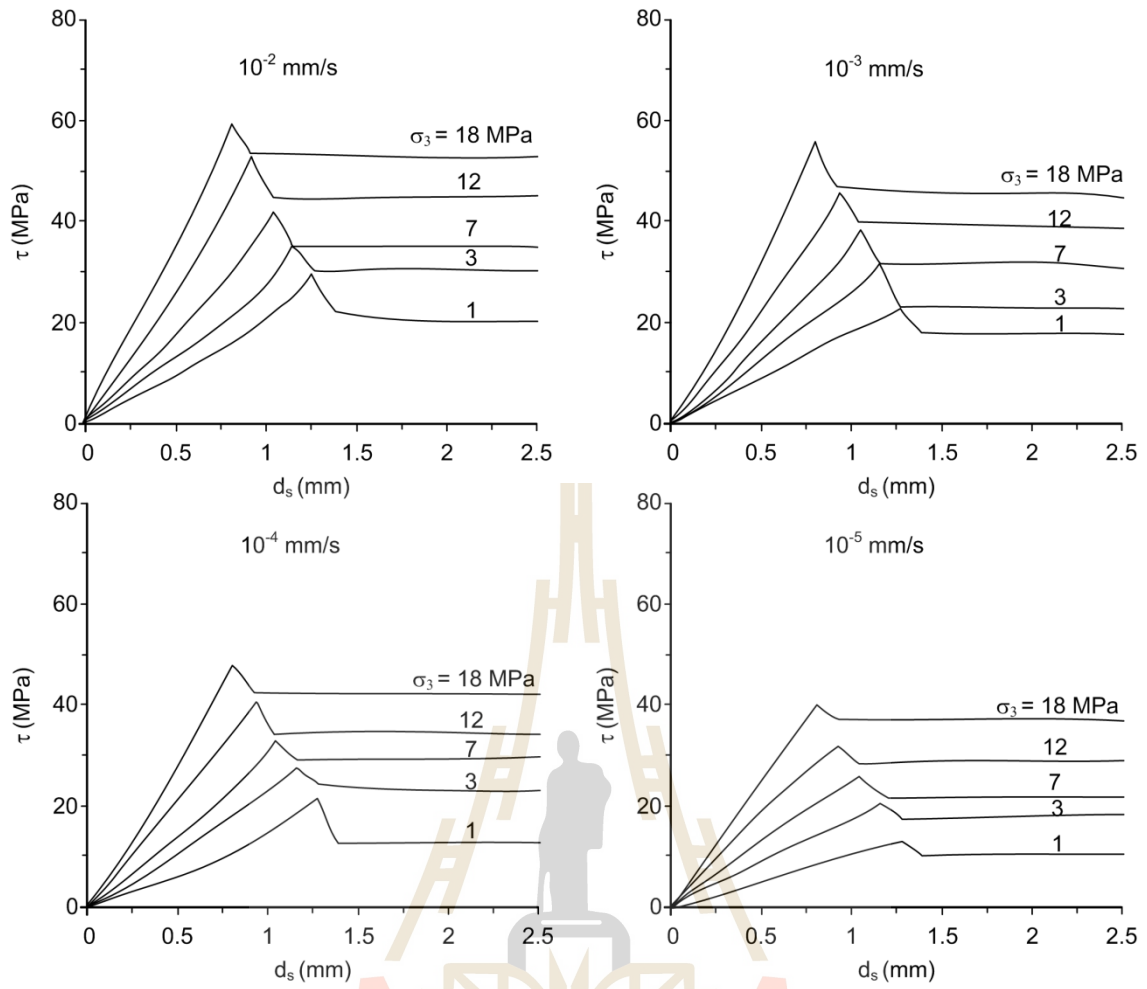 80
60
40
20
0
τ (MPa)
10⁻² mm/s
σ₃ = 18 MPa
12
7
3
1
0 0.5 1 1.5 2 2.5
dₛ (mm)
80
60
40
20
0
τ (MPa)
10⁻³ mm/s
σ₃ = 18 MPa
12
7
3
1
0 0.5 1 1.5 2 2.5
dₛ (mm)
80
60
40
20
0
τ (MPa)
10⁻⁴ mm/s
σ₃ = 18 MPa
12
7
3
1
0 0.5 1 1.5 2 2.5
dₛ (mm)
80
60
40
20
0
τ (MPa)
10⁻⁵ mm/s
σ₃ = 18 MPa
12
7
3
1
0 0.5 1 1.5 2 2.5
dₛ (mm)